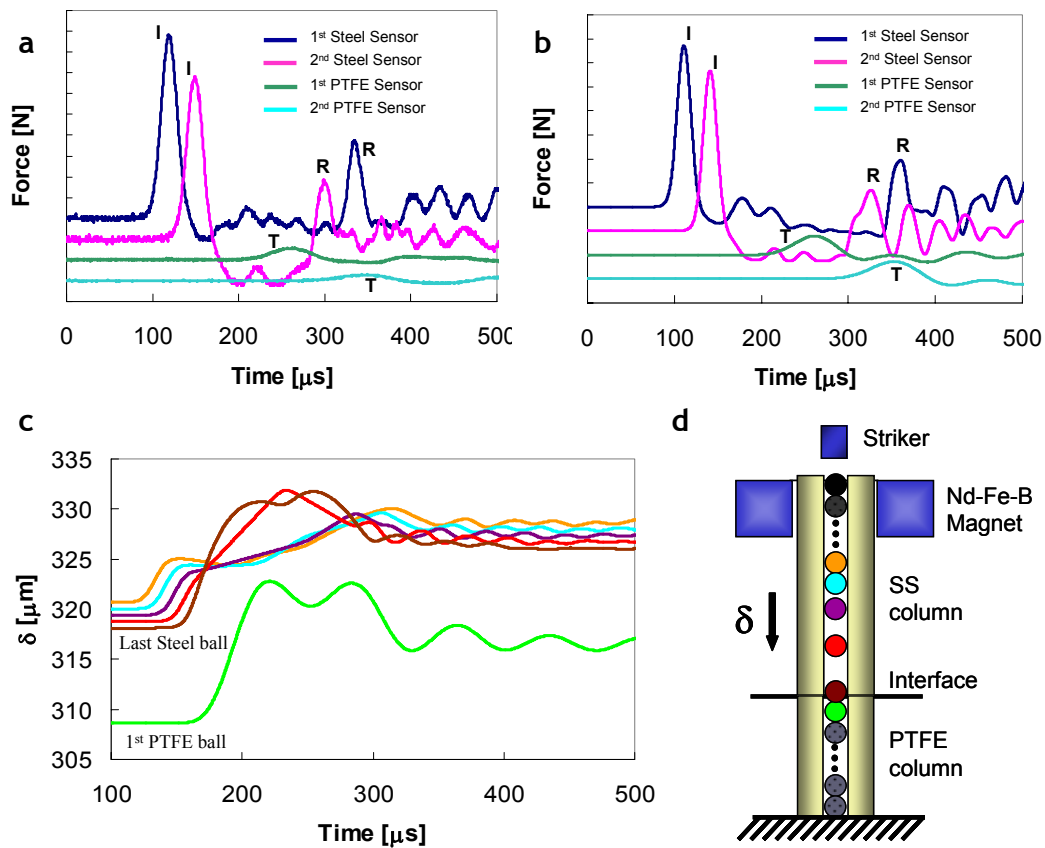 a
I
I
1st Steel Sensor
2nd Steel Sensor
1st PTFE Sensor
2nd PTFE Sensor
R
R
T
T
Force [N]
0 100 200 300 400 500
Time [μs]
b
I
I
1st Steel Sensor
2nd Steel Sensor
1st PTFE Sensor
2nd PTFE Sensor
R
R
T
T
Force [N]
0 100 200 300 400 500
Time [μs]
c
335
330
325
320
315
310
305
δ [μm]
Last Steel ball
1st PTFE ball
100 200 300 400 500
Time [μs]
d
Striker
Nd-Fe-B
Magnet
SS
column
δ
Interface
PTFE
column